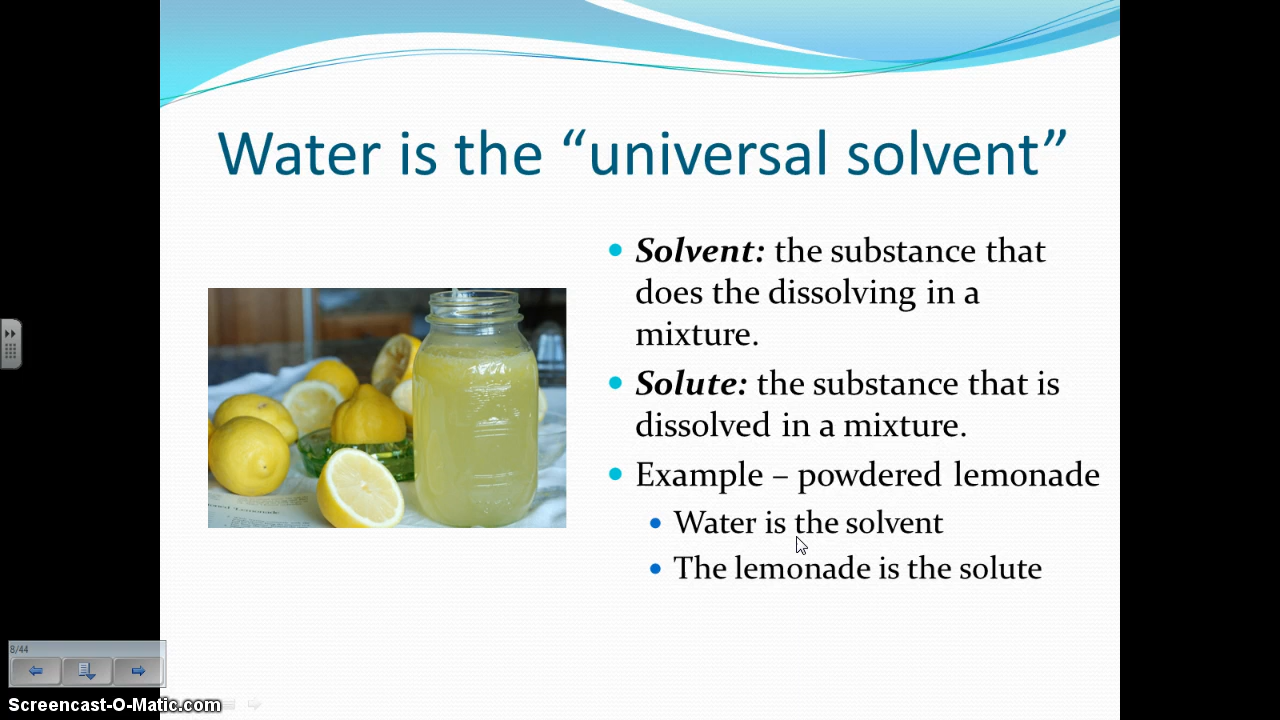 Water is the “universal solvent”
Solvent: the substance that
does the dissolving in a
mixture.
Solute: the substance that is
dissolved in a mixture.
Example – powdered lemonade
Water is the solvent
The lemonade is the solute
8/44
Screencast-O-Matic.com